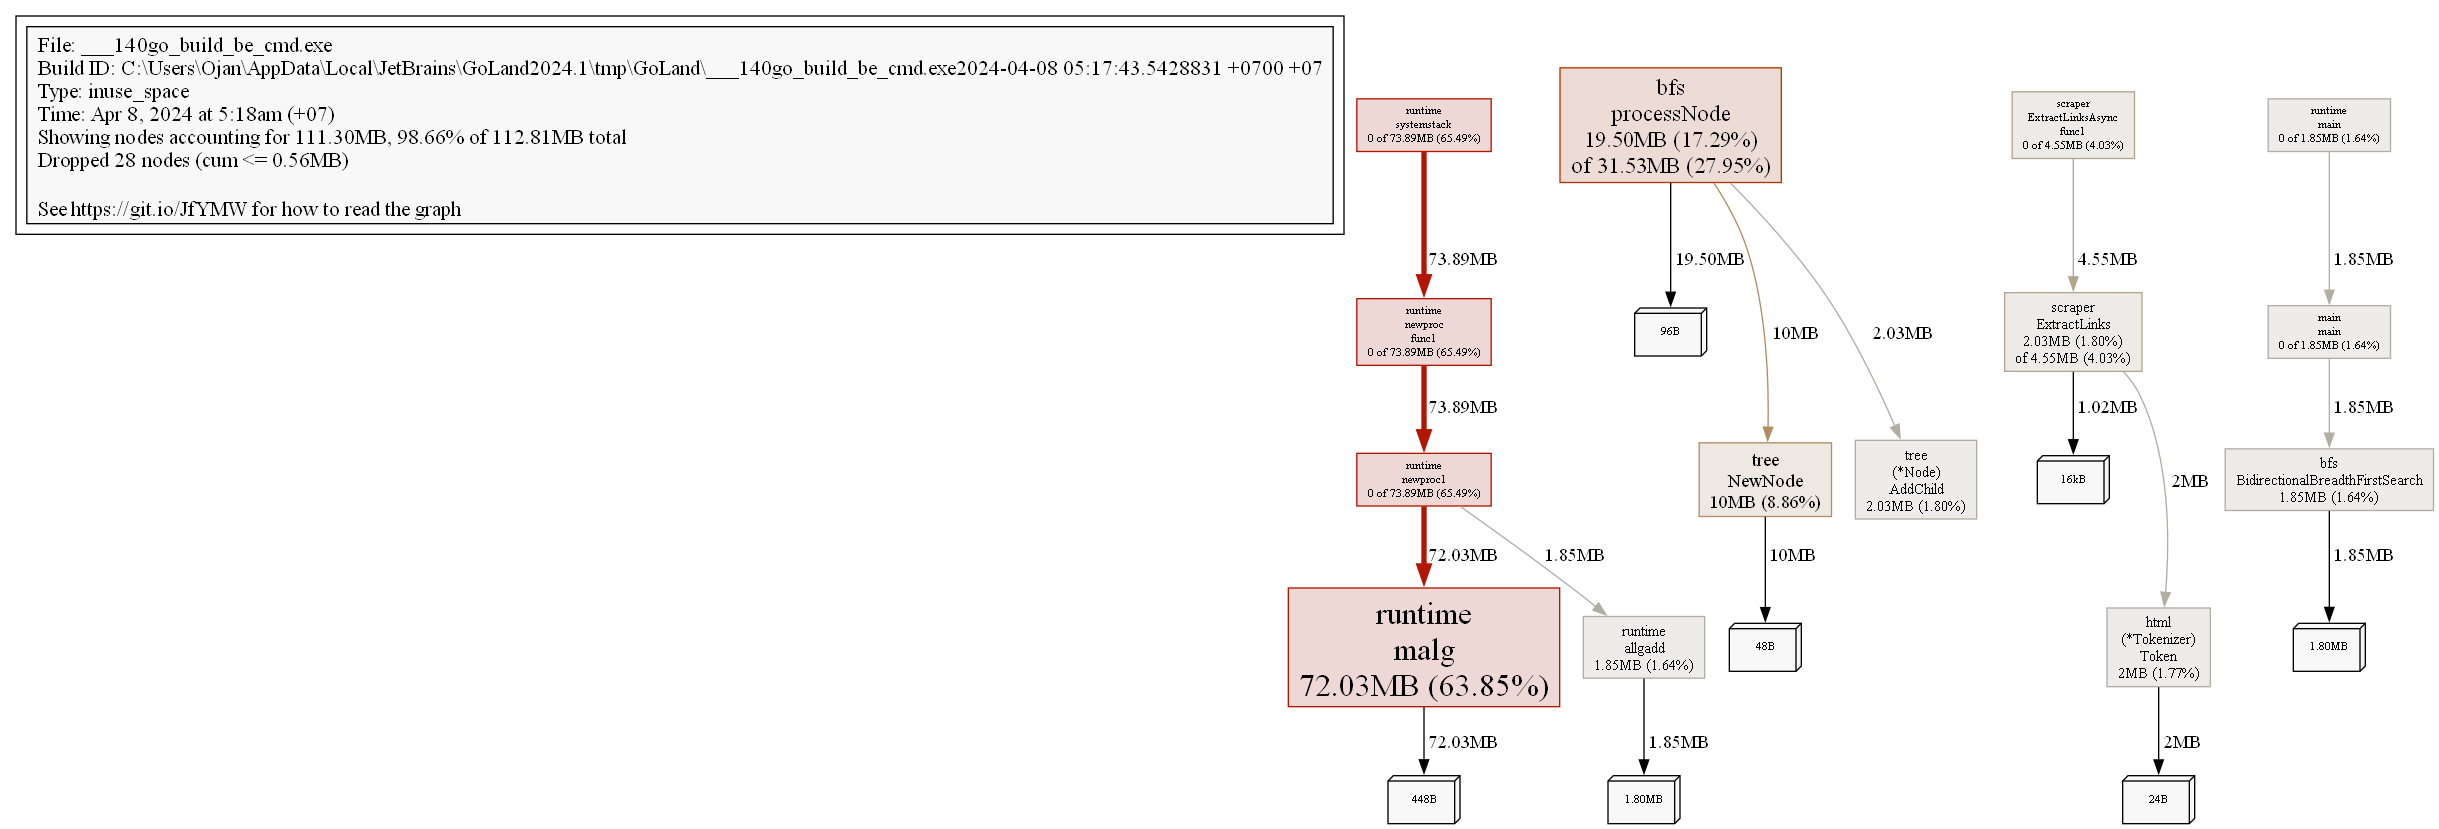 File: ___140go_build_be_cmd.exe
Build ID: C:\Users\Ojan\AppData\Local\JetBrains\GoLand2024.1\tmp\GoLand\___140go_build_be_cmd.exe2024-04-08 05:17:43.5428831 +0700 +07
Type: inuse_space
Time: Apr 8, 2024 at 5:18am (+07)
Showing nodes accounting for 111.30MB, 98.66% of 112.81MB total
Dropped 28 nodes (cum <= 0.56MB)
See https://git.io/JfYMW for how to read the graph
runtime
systemstack
0 of 73.89MB (65.49%)
73.89MB
runtime
newproc
func1
0 of 73.89MB (65.49%)
73.89MB
runtime
newproc1
0 of 73.89MB (65.49%)
72.03MB
1.85MB
runtime
malg
72.03MB (63.85%)
72.03MB
448B
runtime
allgadd
1.85MB (1.64%)
1.85MB
1.80MB
bfs
processNode
19.50MB (17.29%)
of 31.53MB (27.95%)
19.50MB
96B
10MB
2.03MB
tree
NewNode
10MB (8.86%)
10MB
48B
tree
(*Node)
AddChild
2.03MB (1.80%)
scraper
ExtractLinksAsync
func1
0 of 4.55MB (4.03%)
4.55MB
scraper
ExtractLinks
2.03MB (1.80%)
of 4.55MB (4.03%)
1.02MB
16kB
2MB
html
(*Tokenizer)
Token
2MB (1.77%)
2MB
24B
runtime
main
0 of 1.85MB (1.64%)
1.85MB
main
main
0 of 1.85MB (1.64%)
1.85MB
bfs
BidirectionalBreadthFirstSearch
1.85MB (1.64%)
1.85MB
1.80MB